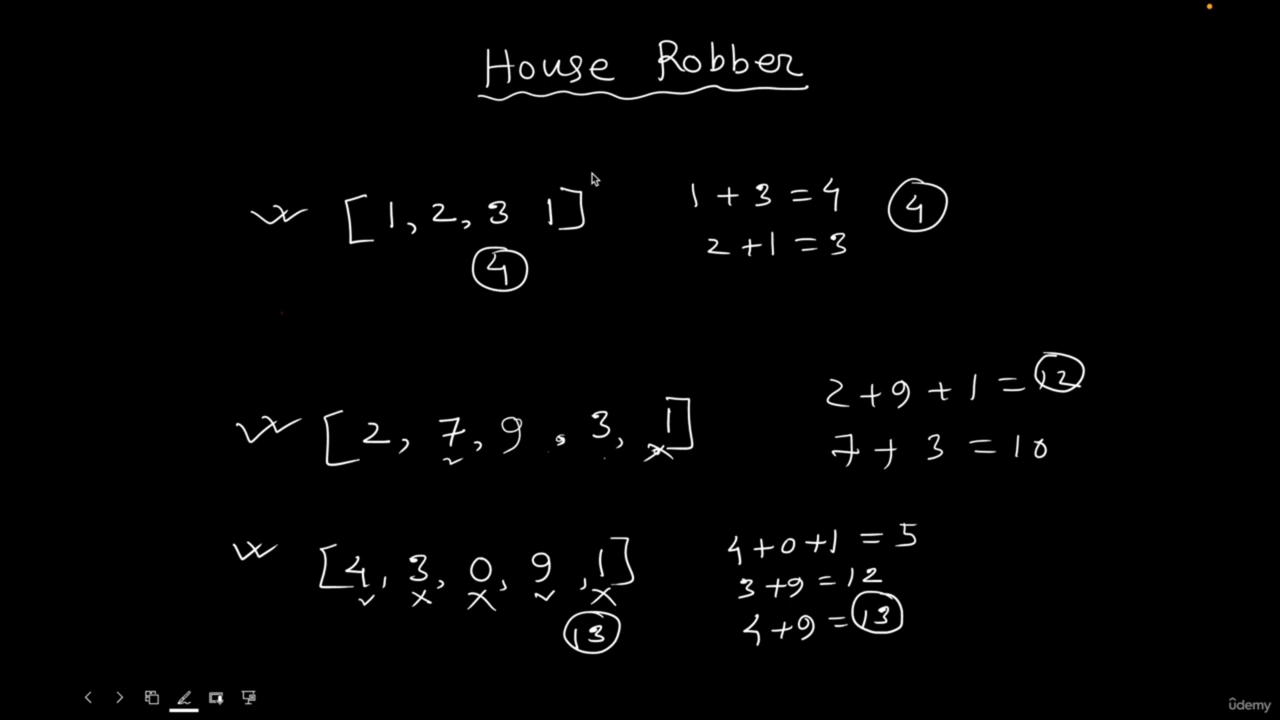 House Robber
[1, 2, 3 1] 1 + 3 = 4 4
2 + 1 = 3
4
2 + 9 + 1 = 12
[2, 7, 9 . 3, 1]
7 + 3 = 10
4 + 0 + 1 = 5
[4, 3, 0, 9, 1]
3 + 9 = 12
4 + 9 = 13
13
ûdemy